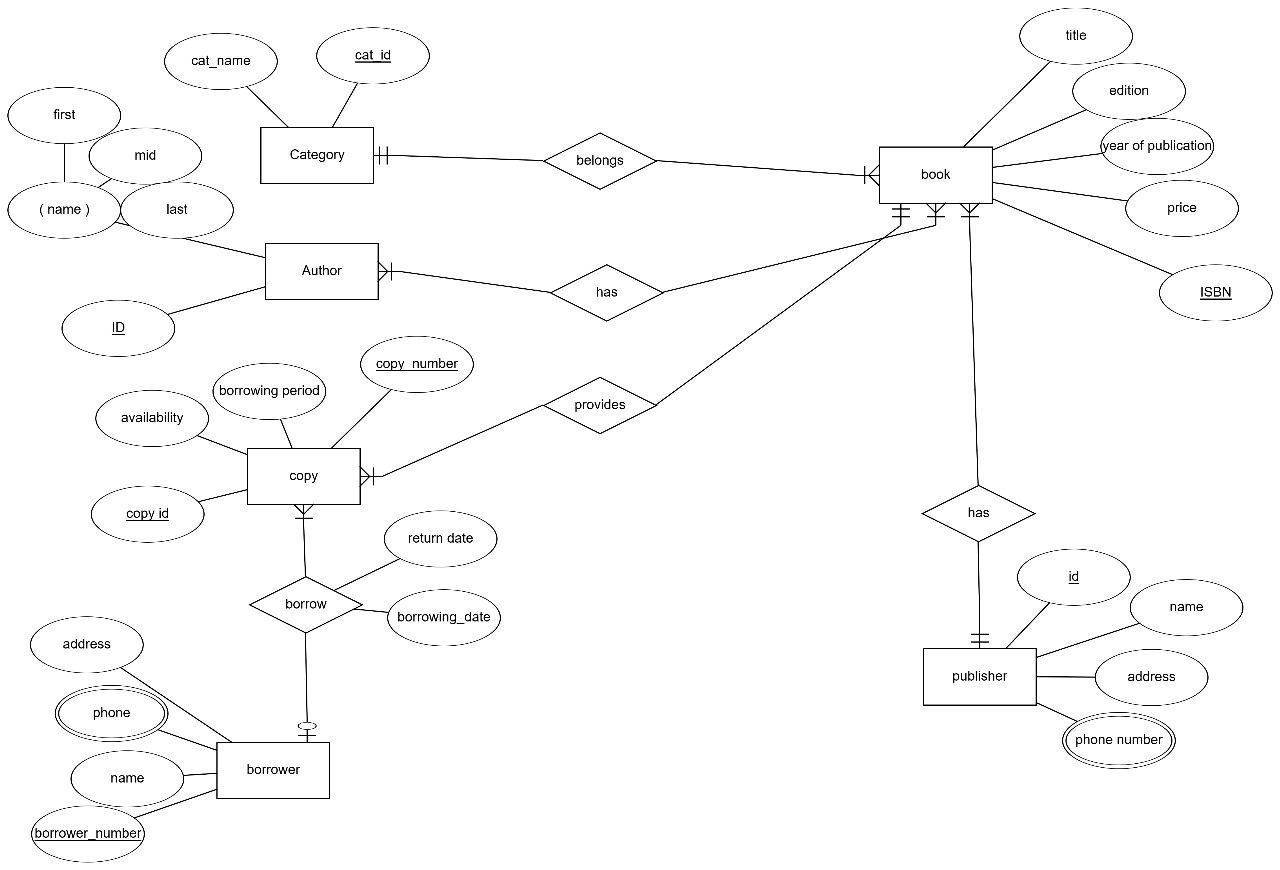 title
cat_name
cat_id
edition
first
year of publication
mid
Category
belongs
book
( name )
last
price
Author
has
ISBN
ID
copy_number
borrowing period
provides
availability
copy
copy id
has
return date
id
borrow
borrowing_date
name
address
publisher
address
phone
phone number
borrower
name
borrower_number